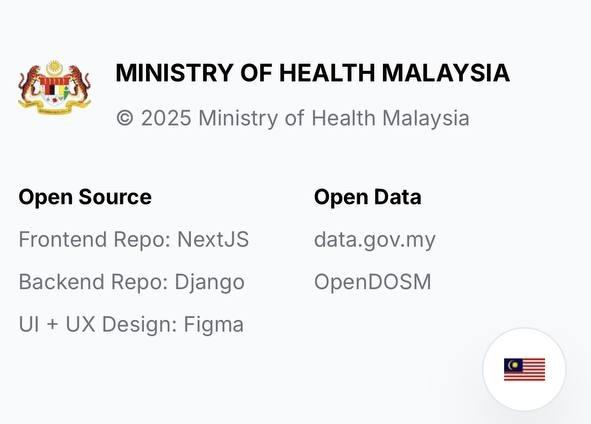 MINISTRY OF HEALTH MALAYSIA
© 2025 Ministry of Health Malaysia
Open Source
Frontend Repo: NextJS
Backend Repo: Django
UI + UX Design: Figma
Open Data
data.gov.my
OpenDOSM